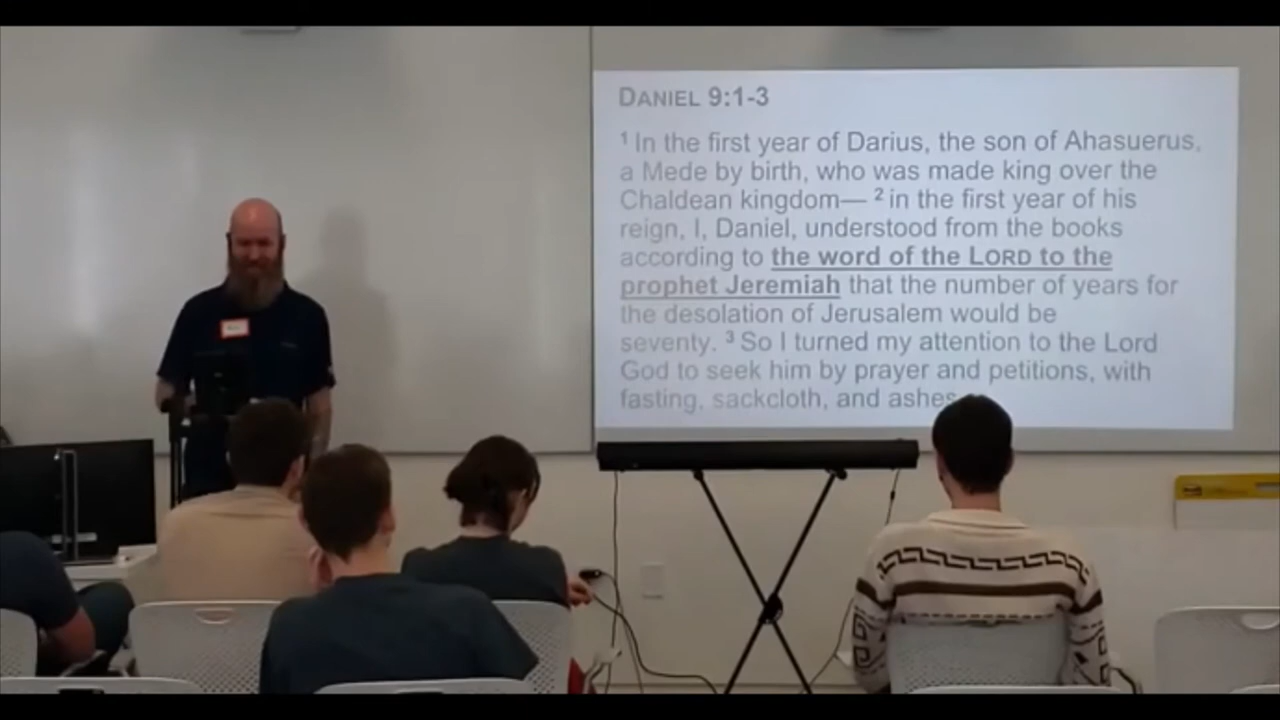 DANIEL 9:1-3
¹ In the first year of Darius, the son of Ahasuerus,
a Mede by birth, who was made king over the
Chaldean kingdom— ² in the first year of his
reign, I, Daniel, understood from the books
according to the word of the LORD to the
prophet Jeremiah that the number of years for
the desolation of Jerusalem would be
seventy. ³ So I turned my attention to the Lord
God to seek him by prayer and petitions, with
fasting, sackcloth, and ashes